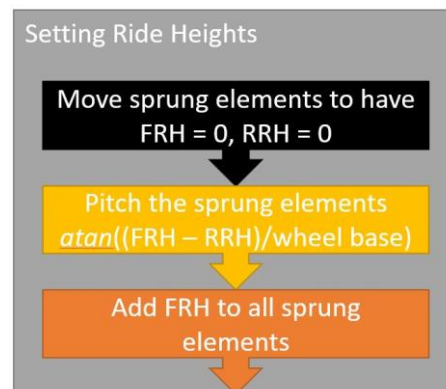 Setting Ride Heights
Move sprung elements to have
FRH = 0, RRH = 0
Pitch the sprung elements
atan((FRH – RRH)/wheel base)
Add FRH to all sprung
elements